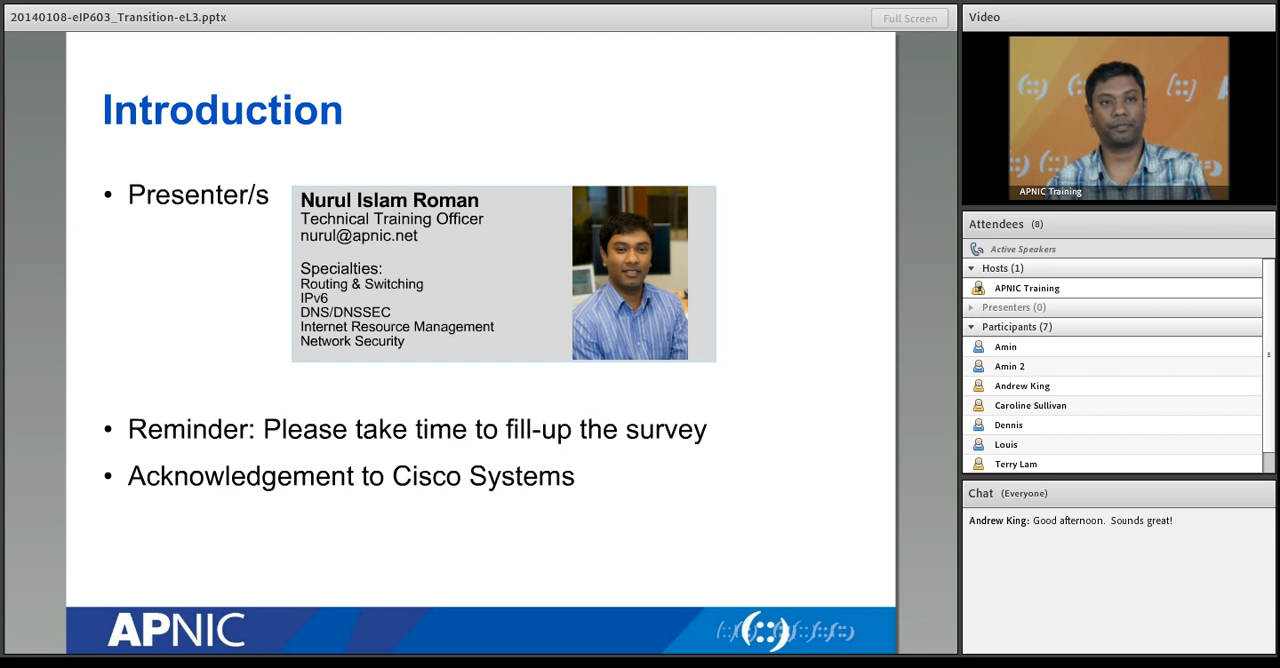 20140108-eIP603_Transition-eL3.pptx
Full Screen
Introduction
• Presenter/s
Nurul Islam Roman
Technical Training Officer
nurul@apnic.net
Specialties:
Routing & Switching
IPv6
DNS/DNSSEC
Internet Resource Management
Network Security
• Reminder: Please take time to fill-up the survey
• Acknowledgement to Cisco Systems
APNIC
(::)
Video
APNIC Training
Attendees (8)
Active Speakers
Hosts (1)
APNIC Training
Presenters (0)
Participants (7)
Amin
Amin 2
Andrew King
Caroline Sullivan
Dennis
Louis
Terry Lam
Chat (Everyone)
Andrew King: Good afternoon. Sounds great!